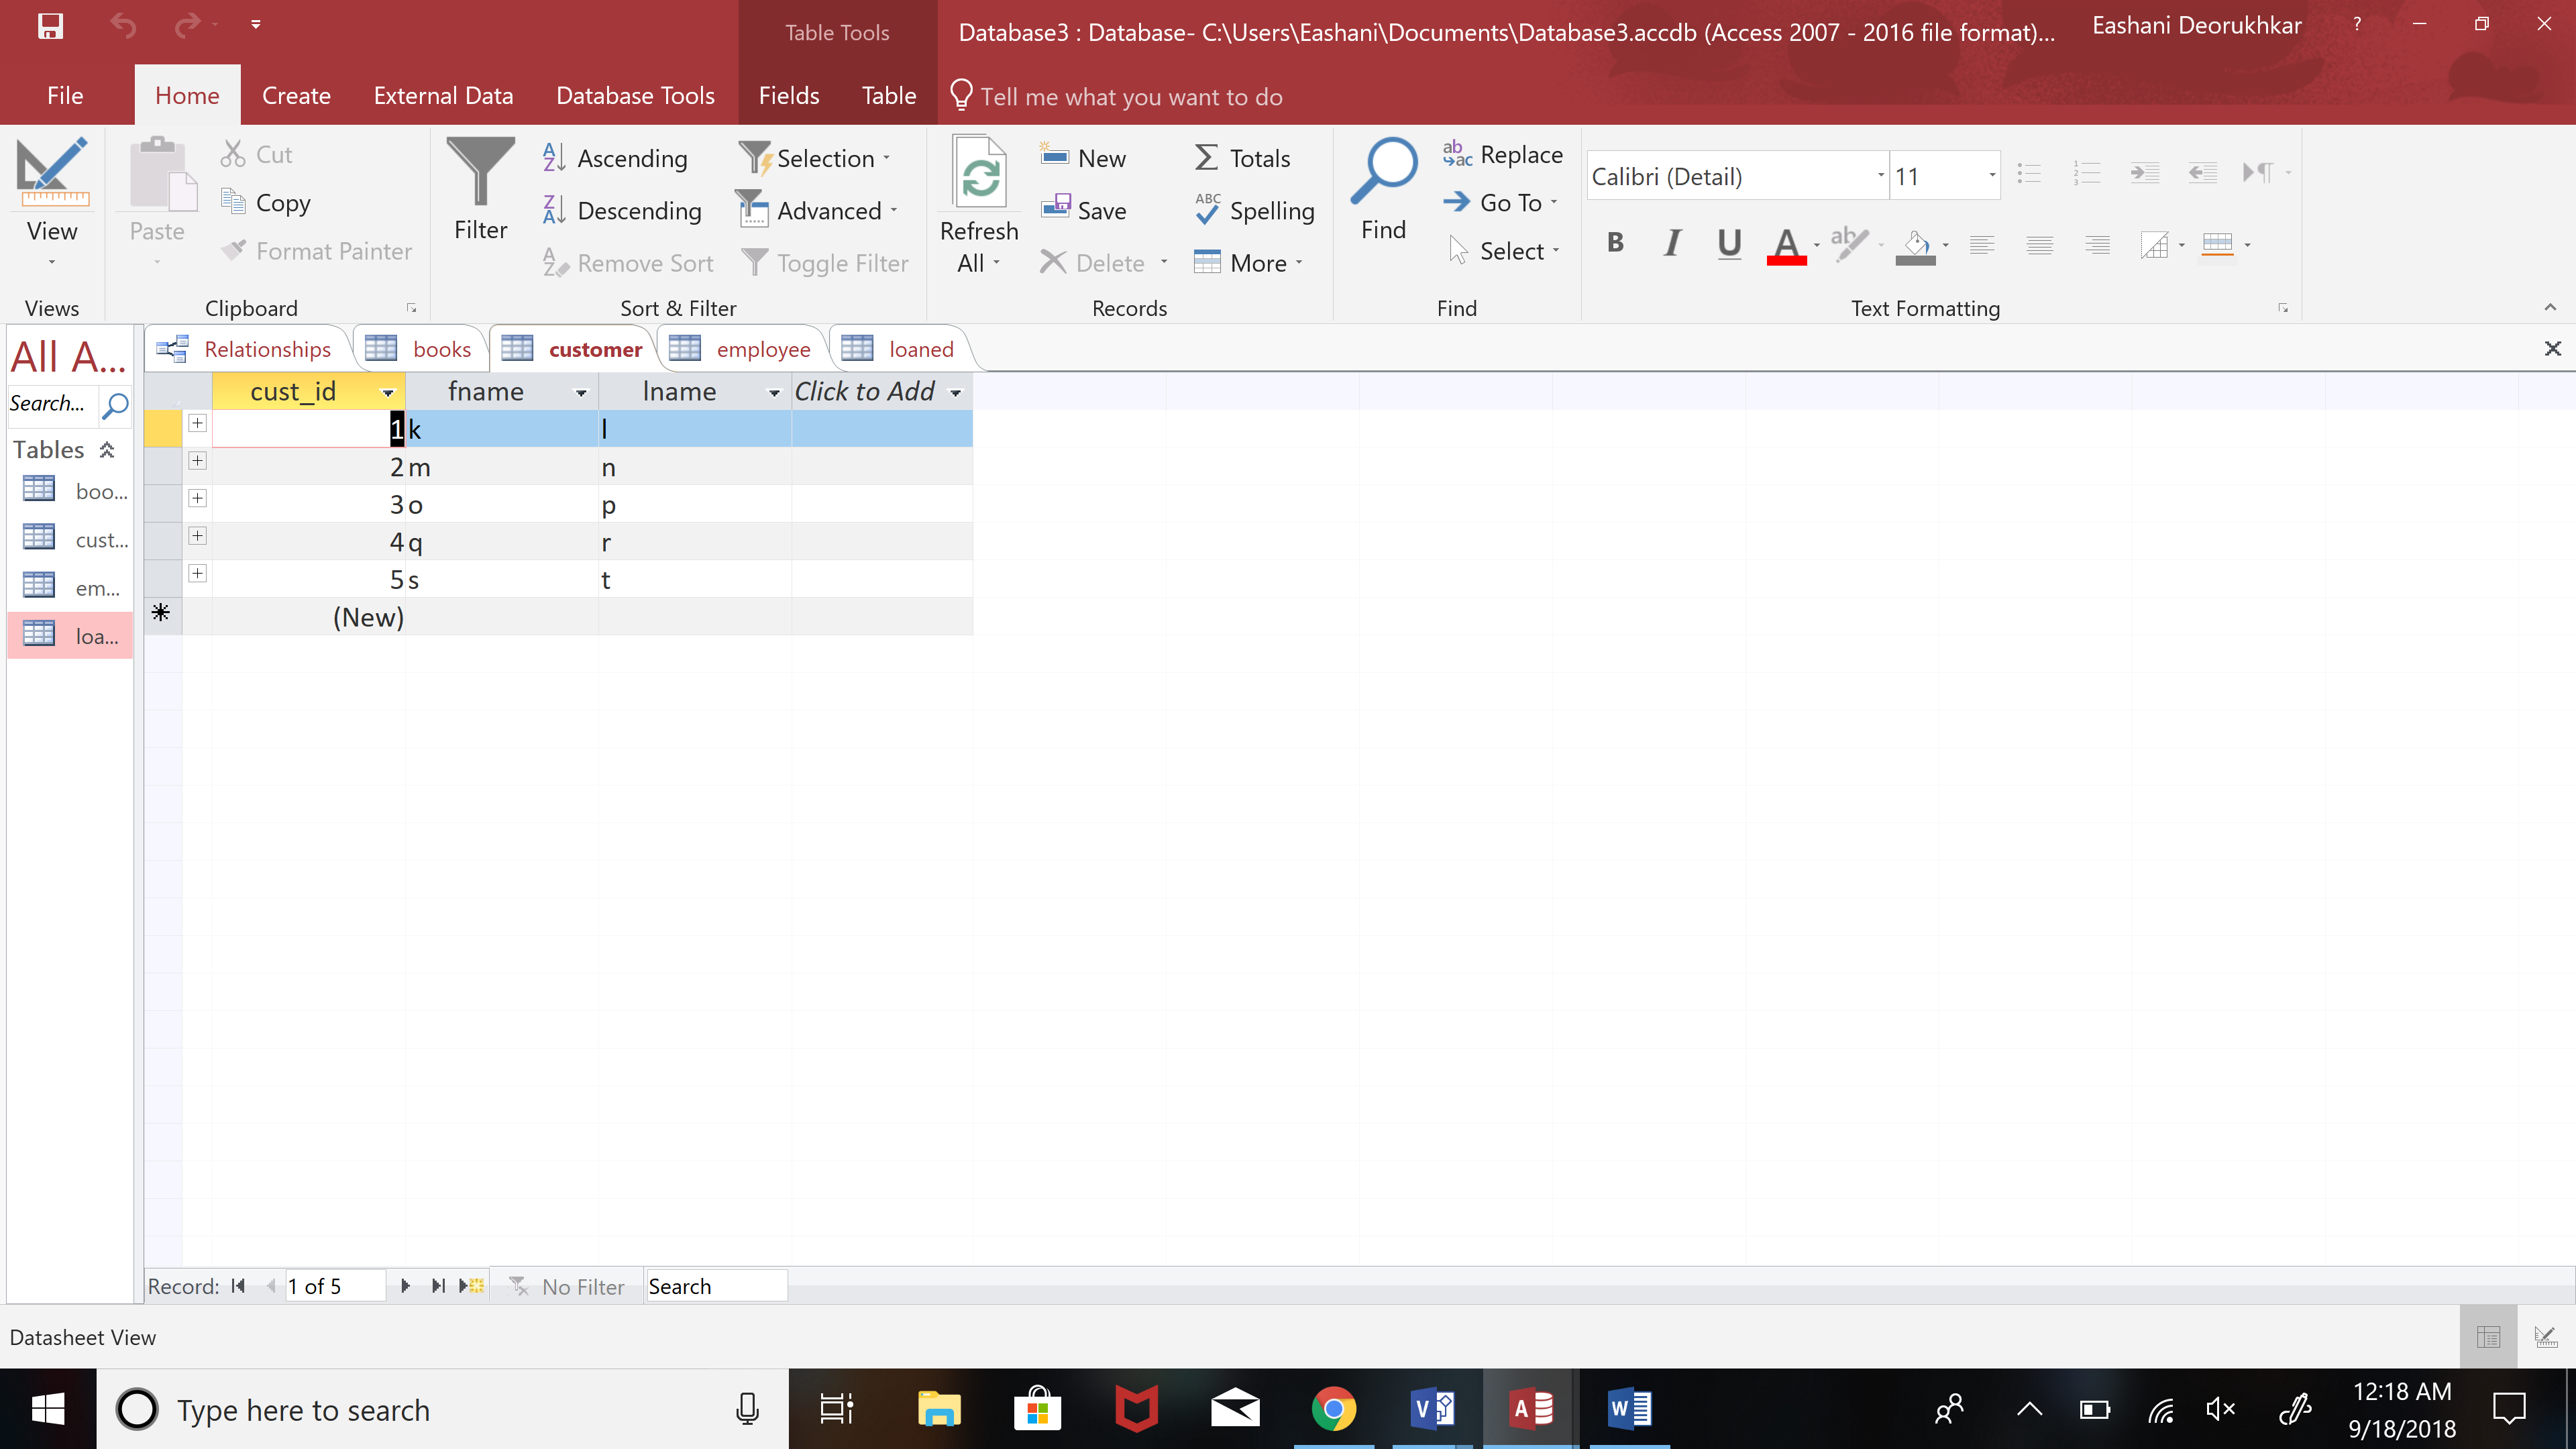 Table Tools
Database3 : Database- C:\Users\Eashani\Documents\Database3.accdb (Access 2007 - 2016 file format)...
Eashani Deorukhkar
?
File
Home
Create
External Data
Database Tools
Fields
Table
Tell me what you want to do
View
Paste
Cut
Copy
Format Painter
Filter
Ascending
Descending
Remove Sort
Selection
Advanced
Toggle Filter
Refresh
All
New
Save
Delete
Totals
Spelling
More
Find
Replace
Go To
Select
Calibri (Detail)
11
B I U A
Views
Clipboard
Sort & Filter
Records
Find
Text Formatting
All A...
Search...
Tables
boo...
cust...
em...
loa...
Relationships
books
customer
employee
loaned
cust_id fname lname Click to Add
1 k l
2 m n
3 o p
4 q r
5 s t
(New)
Record: 1 of 5 No Filter Search
Datasheet View
Type here to search
12:18 AM
9/18/2018